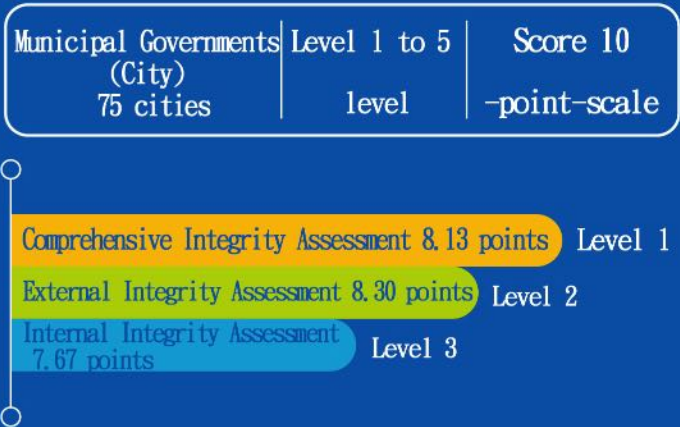 Municipal Governments
(City)
75 cities
Level 1 to 5
level
Score 10
-point-scale
Comprehensive Integrity Assessment 8.13 points
Level 1
External Integrity Assessment 8.30 points
Level 2
Internal Integrity Assessment
7.67 points
Level 3